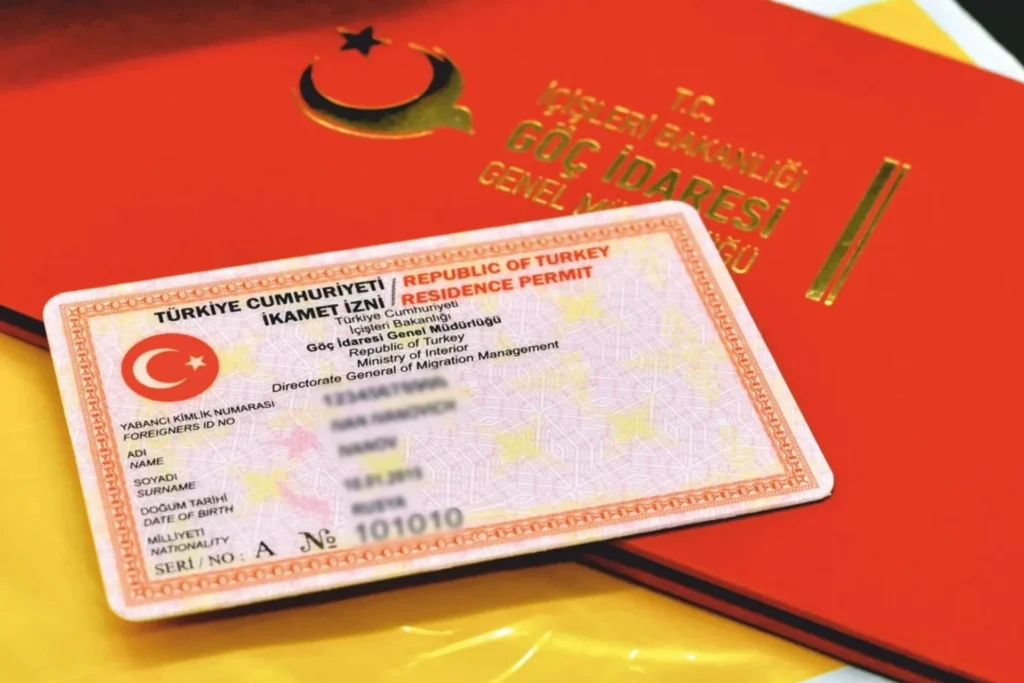 T.C.
İÇİŞLERİ BAKANLIĞI
GÖÇ İDARESİ
GENEL
TÜRKİYE CUMHURİYETİ / REPUBLIC OF TURKEY
İKAMET İZNİ / RESIDENCE PERMIT
Türkiye Cumhuriyeti
İçişleri Bakanlığı
Göç İdaresi Genel Müdürlüğü
Republic of Turkey
Ministry of Interior
Directorate General of Migration Management
YABANCI KİMLİK NUMARASI
FOREIGNERS ID NO
ADI
NAME
SOYADI
SURNAME
DOĞUM TARİHİ
DATE OF BIRTH
MİLLİYETİ
NATIONALITY
SERİ / NO : A № 101010